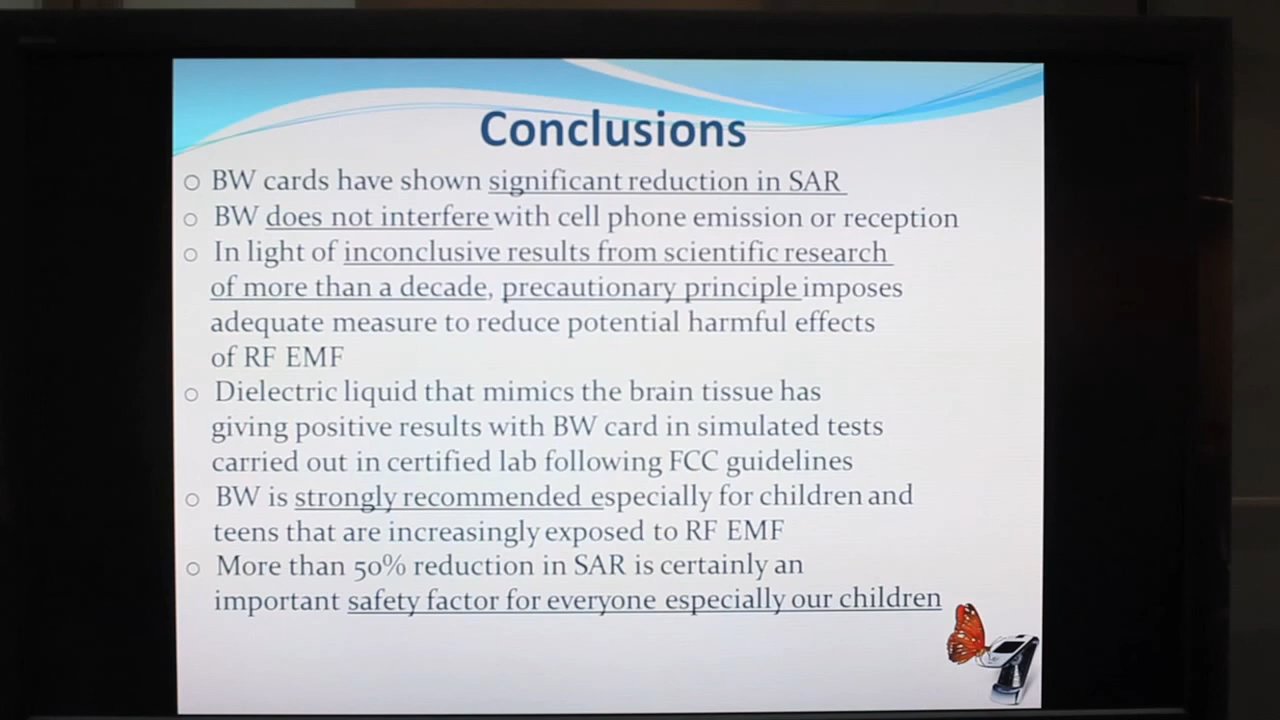 Conclusions
○ BW cards have shown significant reduction in SAR
○ BW does not interfere with cell phone emission or reception
○ In light of inconclusive results from scientific research
of more than a decade, precautionary principle imposes
adequate measure to reduce potential harmful effects
of RF EMF
○ Dielectric liquid that mimics the brain tissue has
giving positive results with BW card in simulated tests
carried out in certified lab following FCC guidelines
○ BW is strongly recommended especially for children and
teens that are increasingly exposed to RF EMF
○ More than 50% reduction in SAR is certainly an
important safety factor for everyone especially our children